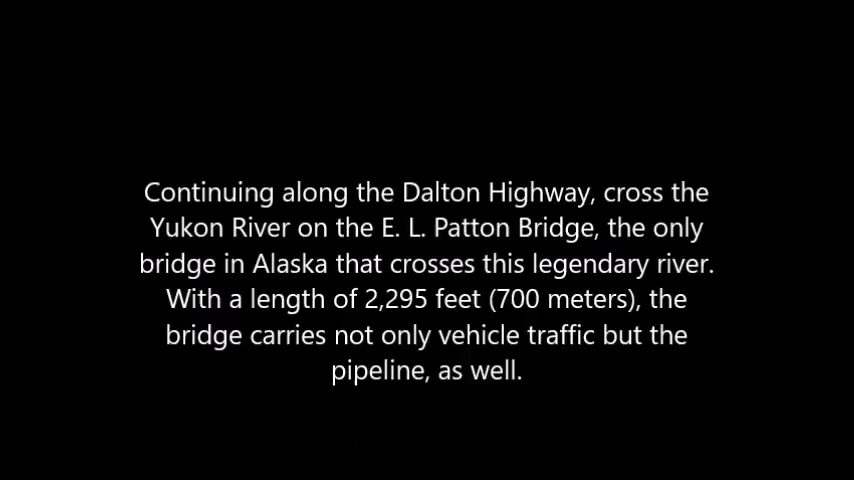 Continuing along the Dalton Highway, cross the
Yukon River on the E. L. Patton Bridge, the only
bridge in Alaska that crosses this legendary river.
With a length of 2,295 feet (700 meters), the
bridge carries not only vehicle traffic but the
pipeline, as well.